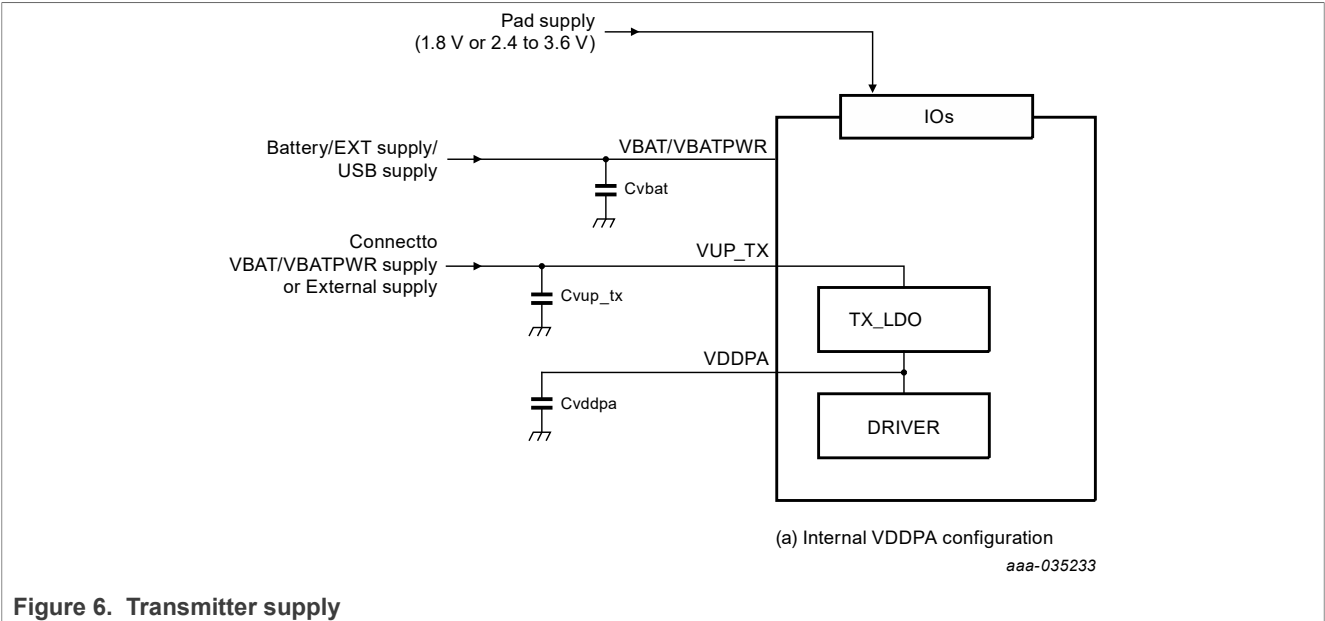 Pad supply
(1.8 V or 2.4 to 3.6 V)
IOs
Battery/EXT supply/
USB supply
VBAT/VBATPWR
Cvbat
Connectto
VBAT/VBATPWR supply
or External supply
VUP_TX
Cvup_tx
TX_LDO
VDDPA
Cvddpa
DRIVER
(a) Internal VDDPA configuration
aaa-035233
Figure 6. Transmitter supply